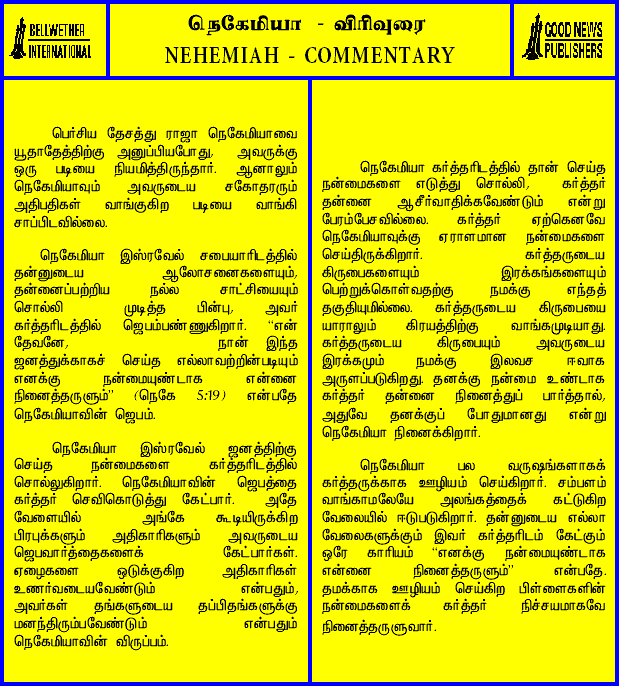 BELLWETHER
INTERNATIONAL
நெகேமியா - விரிவுரை
NEHEMIAH - COMMENTARY
GOOD NEWS
PUBLISHERS
பெர்சிய தேசத்து ராஜா நெகேமியாவை
யூதாதேத்திற்கு அனுப்பியபோது, அவருக்கு
ஒரு படியை நியமித்திருந்தார். ஆனாலும்
நெகேமியாவும் அவருடைய சகோதரரும்
அதிபதிகள் வாங்குகிற படியை வாங்கி
சாப்பிடவில்லை.
நெகேமியா இஸ்ரவேல் சபையாரிடத்தில்
தன்னுடைய ஆலோசனைகளையும்,
தன்னைப்பற்றிய நல்ல சாட்சியையும்
சொல்லி முடித்த பின்பு, அவர்
கர்த்தரிடத்தில் ஜெபம்பண்ணுகிறார். “என்
தேவனே, நான் இந்த
ஜனத்துக்காகச் செய்த எல்லாவற்றின்படியும்
எனக்கு நன்மையுண்டாக என்னை
நினைத்தருளும்” (நெகே 5:19) என்பதே
நெகேமியாவின் ஜெபம்.
நெகேமியா இஸ்ரவேல் ஜனத்திற்கு
செய்த நன்மைகளை கர்த்தரிடத்தில்
சொல்லுகிறார். நெகேமியாவின் ஜெபத்தை
கர்த்தர் செவிகொடுத்து கேட்பார். அதே
வேளையில் அங்கே கூடியிருக்கிற
பிரபுக்களும் அதிகாரிகளும் அவருடைய
ஜெபவார்த்தைகளைக் கேட்பார்கள்.
ஏழைகளை ஒடுக்குகிற அதிகாரிகள்
உணர்வடையவேண்டும் என்பதும்,
அவர்கள் தங்களுடைய தப்பிதங்களுக்கு
மனந்திரும்பவேண்டும் என்பதும்
நெகேமியாவின் விருப்பம்.
நெகேமியா கர்த்தரிடத்தில் தான் செய்த
நன்மைகளை எடுத்து சொல்லி, கர்த்தர்
தன்னை ஆசீர்வாதிக்கவேண்டும் என்று
பேரம்பேசவில்லை. கர்த்தர் ஏற்கெனவே
நெகேமியாவுக்கு ஏராளமான நன்மைகளை
செய்திருக்கிறார். கர்த்தருடைய
கிருபைகளையும் இரக்கங்களையும்
பெற்றுக்கொள்வதற்கு நமக்கு எந்தத்
தகுதியுமில்லை. கர்த்தருடைய கிருபையை
யாராலும் கிரயத்திற்கு வாங்கமுடியாது.
கர்த்தருடைய கிருபையும் அவருடைய
இரக்கமும் நமக்கு இலவச ஈவாக
அருளப்படுகிறது. தனக்கு நன்மை உண்டாக
கர்த்தர் தன்னை நினைத்துப் பார்த்தால்,
அதுவே தனக்குப் போதுமானது என்று
நெகேமியா நினைக்கிறார்.
நெகேமியா பல வருஷங்களாகக்
கர்த்தருக்காக ஊழியம் செய்கிறார். சம்பளம்
வாங்காமலேயே அலங்கத்தைக் கட்டுகிற
வேலையில் ஈடுபடுகிறார். தன்னுடைய எல்லா
வேலைகளுக்கும் இவர் கர்த்தரிடம் கேட்கும்
ஒரே காரியம் “எனக்கு நன்மையுண்டாக
என்னை நினைத்தருளும்” என்பதே.
தமக்காக ஊழியம் செய்கிற பிள்ளைகளின்
நன்மைகளைக் கர்த்தர் நிச்சயமாகவே
நினைத்தருளுவார்.